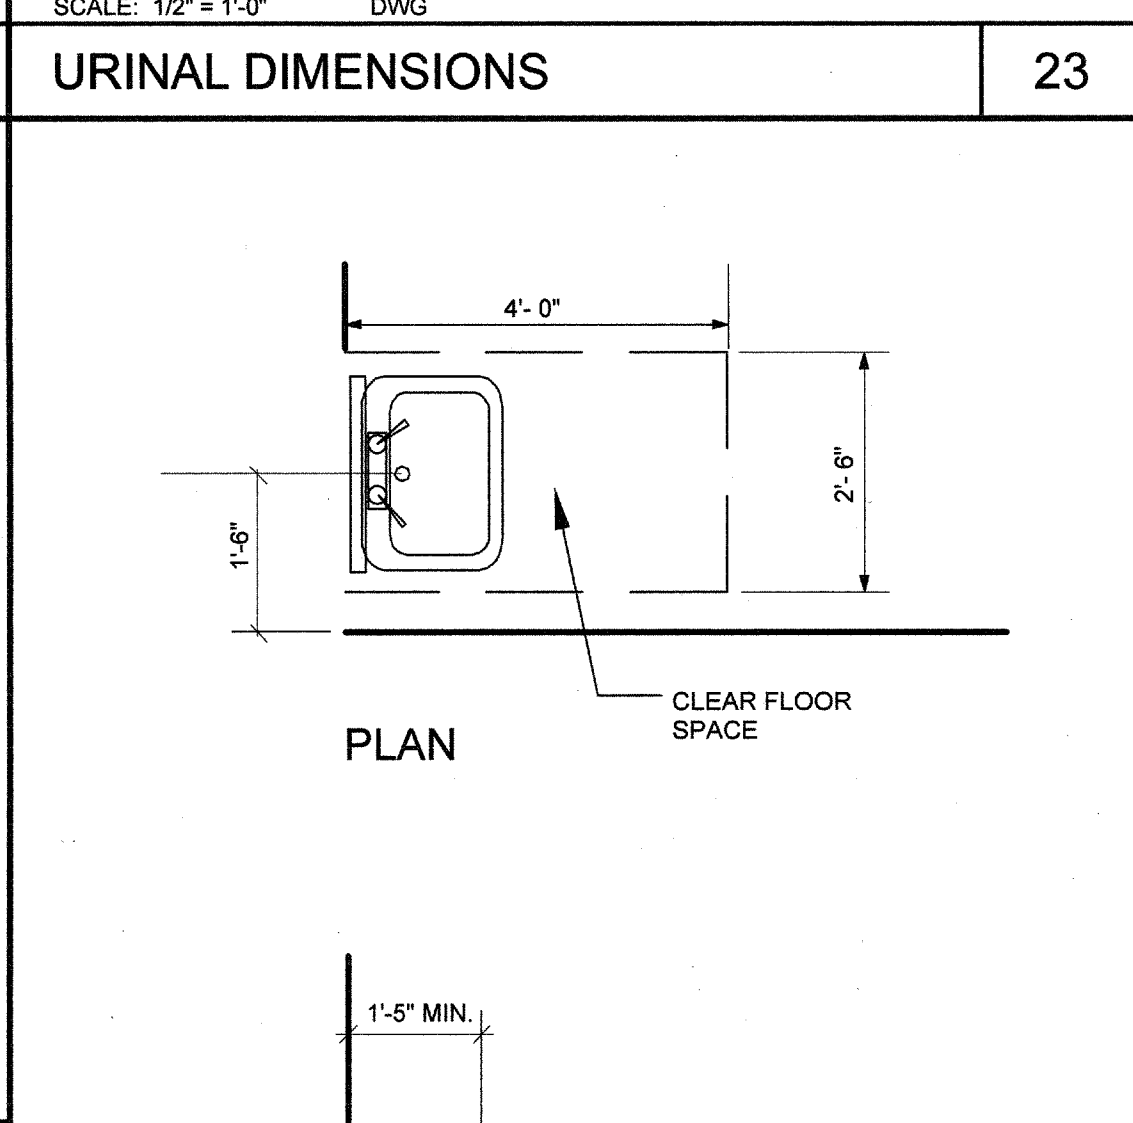 SCALE: 1/2" = 1'-0" DWG
URINAL DIMENSIONS 23
4'- 0"
2'- 6"
1'-6"
CLEAR FLOOR
SPACE
PLAN
1'-5" MIN.